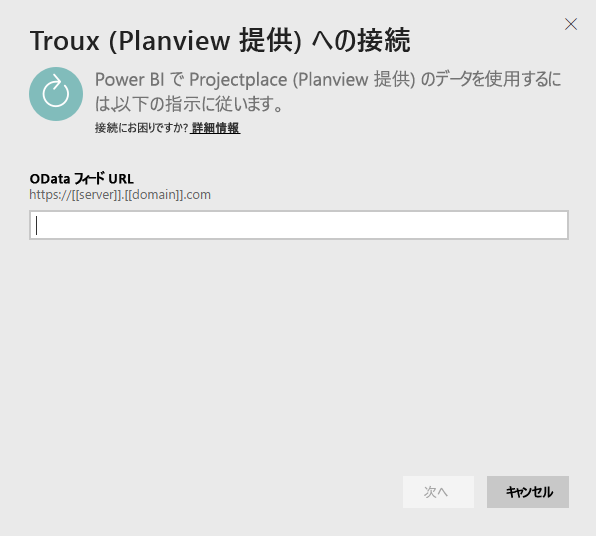 Troux (Planview 提供) への接続
Power BI で Projectplace (Planview 提供) のデータを使用するに
は、以下の指示に従います。
接続にお困りですか? 詳細情報
OData フィード URL
https://[[server]].[[domain]].com
次へ
キャンセル